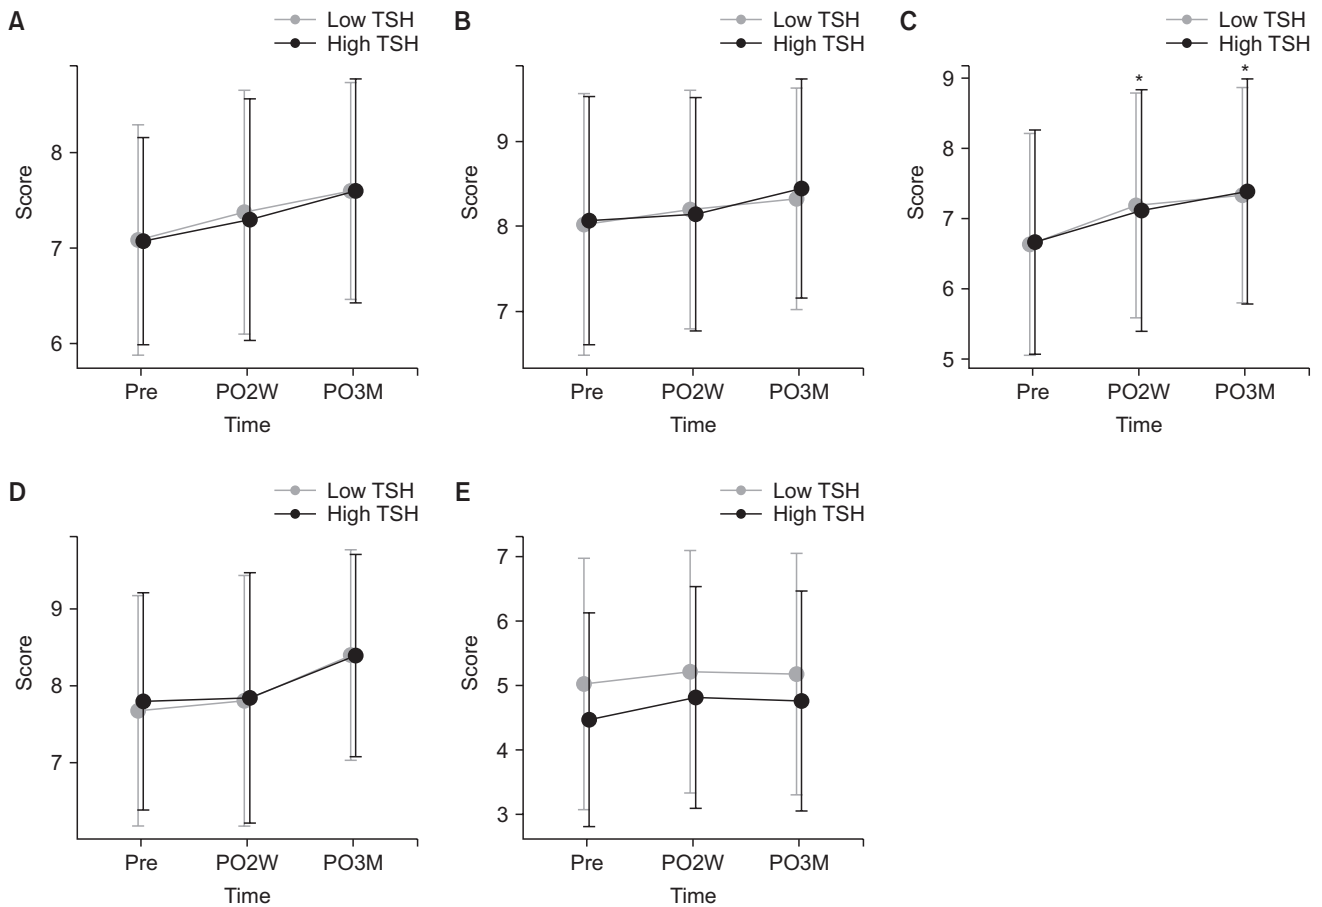 A
Low TSH
High TSH
Score
8
7
6
Pre PO2W PO3M
Time
B
Low TSH
High TSH
Score
9
8
7
Pre PO2W PO3M
Time
C
Low TSH
High TSH
Score
9
8
7
6
5
* *
Pre PO2W PO3M
Time
D
Low TSH
High TSH
Score
9
8
7
Pre PO2W PO3M
Time
E
Low TSH
High TSH
Score
7
6
5
4
3
Pre PO2W PO3M
Time